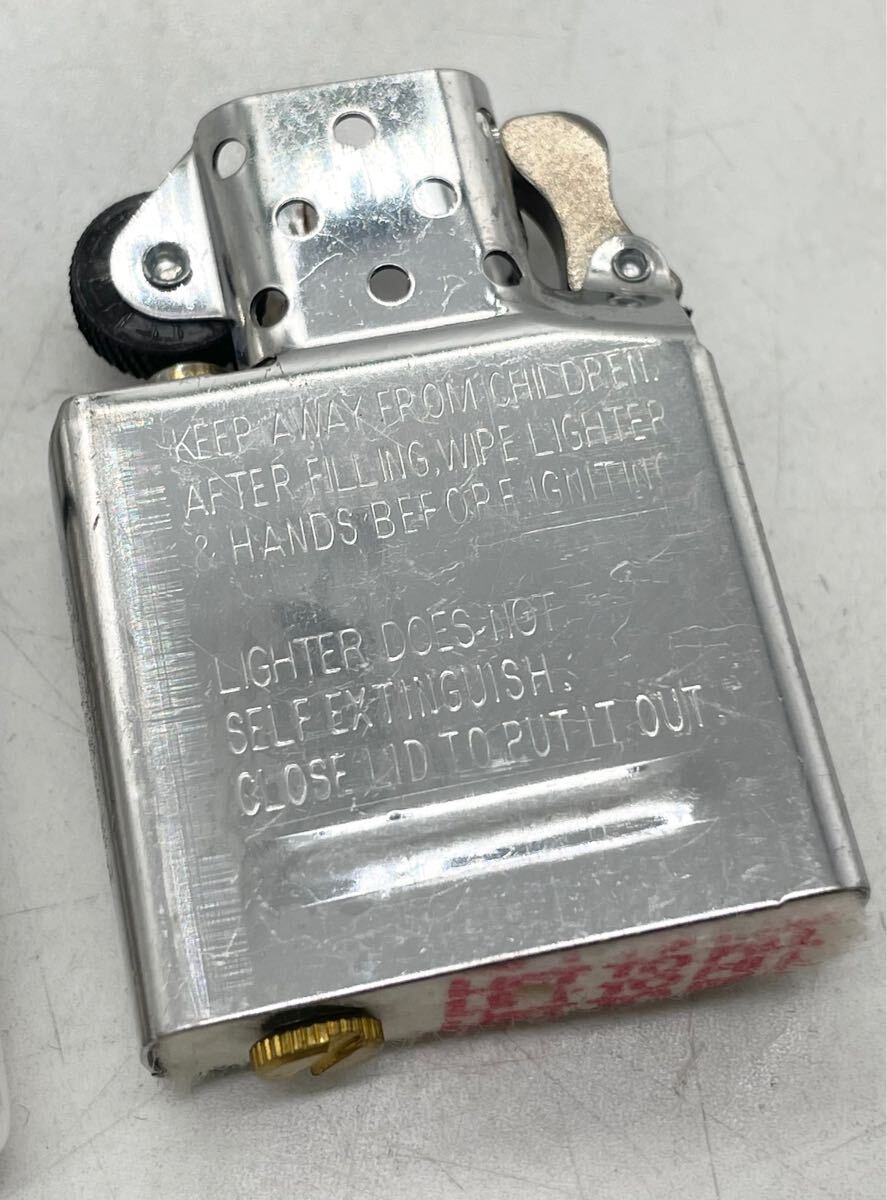 KEEP AWAY FROM CHILDREN.
AFTER FILLING, WIPE LIGHTER
& HANDS BEFORE IGNITING
LIGHTER DOES NOT
SELF EXTINGUISH.
CLOSE LID TO PUT IT OUT.